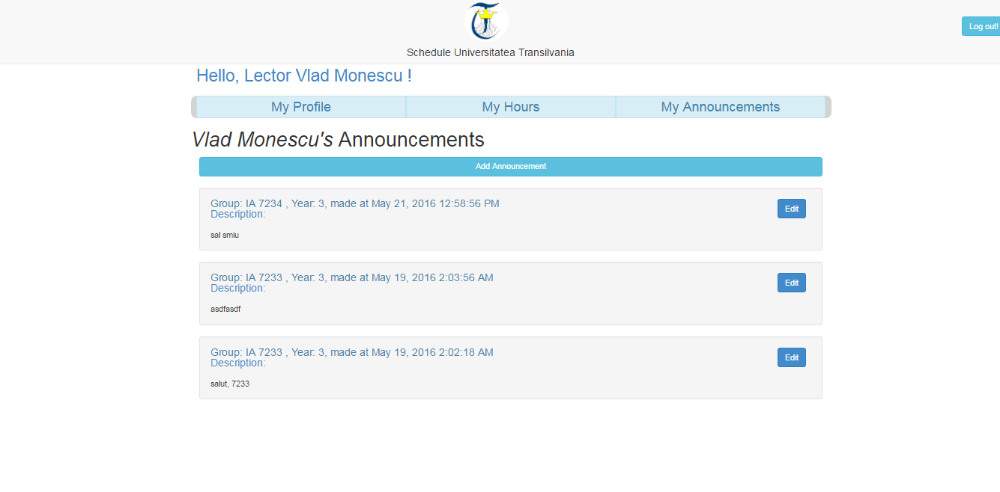 Log out!
Schedule Universitatea Transilvania
Hello, Lector Vlad Monescu !
My Profile My Hours My Announcements
Vlad Monescu's Announcements
Add Announcement
Group: IA 7234 , Year: 3, made at May 21, 2016 12:58:56 PM
Edit
Description:
sal smiu
Group: IA 7233 , Year: 3, made at May 19, 2016 2:03:56 AM
Edit
Description:
asdfasdf
Group: IA 7233 , Year: 3, made at May 19, 2016 2:02:18 AM
Edit
Description:
salut, 7233